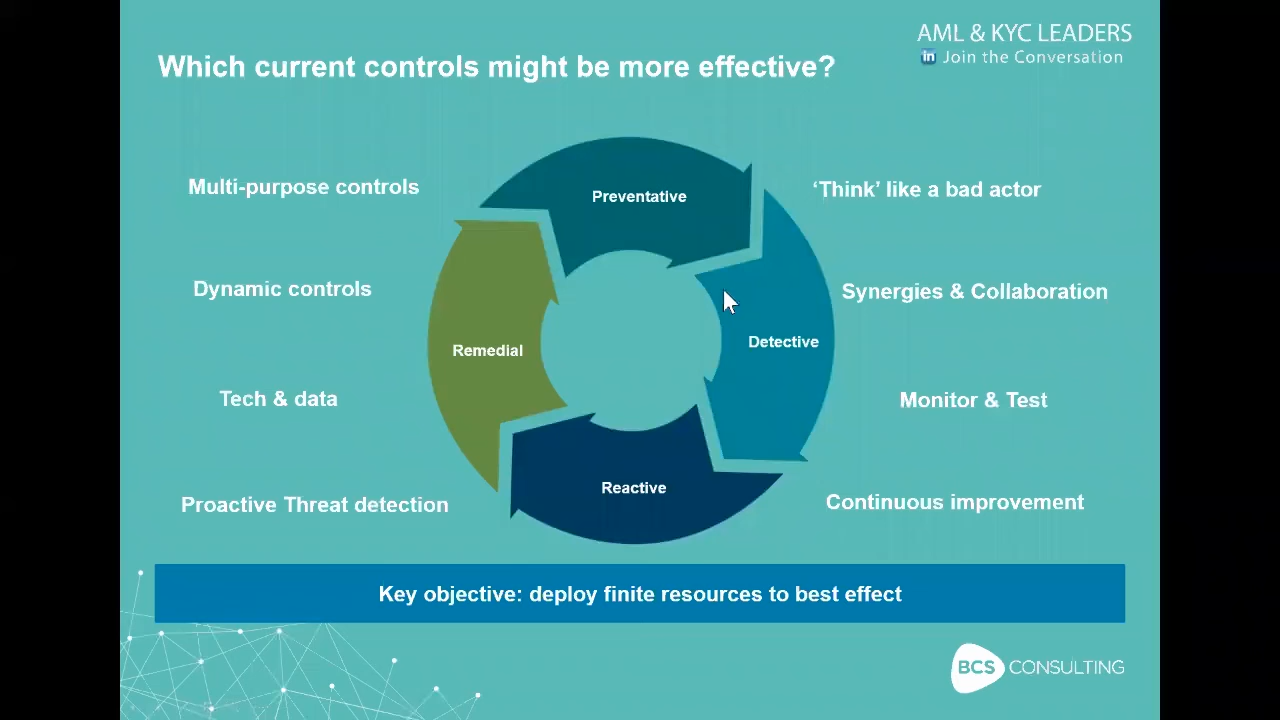 AML & KYC LEADERS
in Join the Conversation
Which current controls might be more effective?
Multi-purpose controls
Dynamic controls
Tech & data
Proactive Threat detection
Preventative
Detective
Reactive
Remedial
‘Think’ like a bad actor
Synergies & Collaboration
Monitor & Test
Continuous improvement
Key objective: deploy finite resources to best effect
BCS CONSULTING